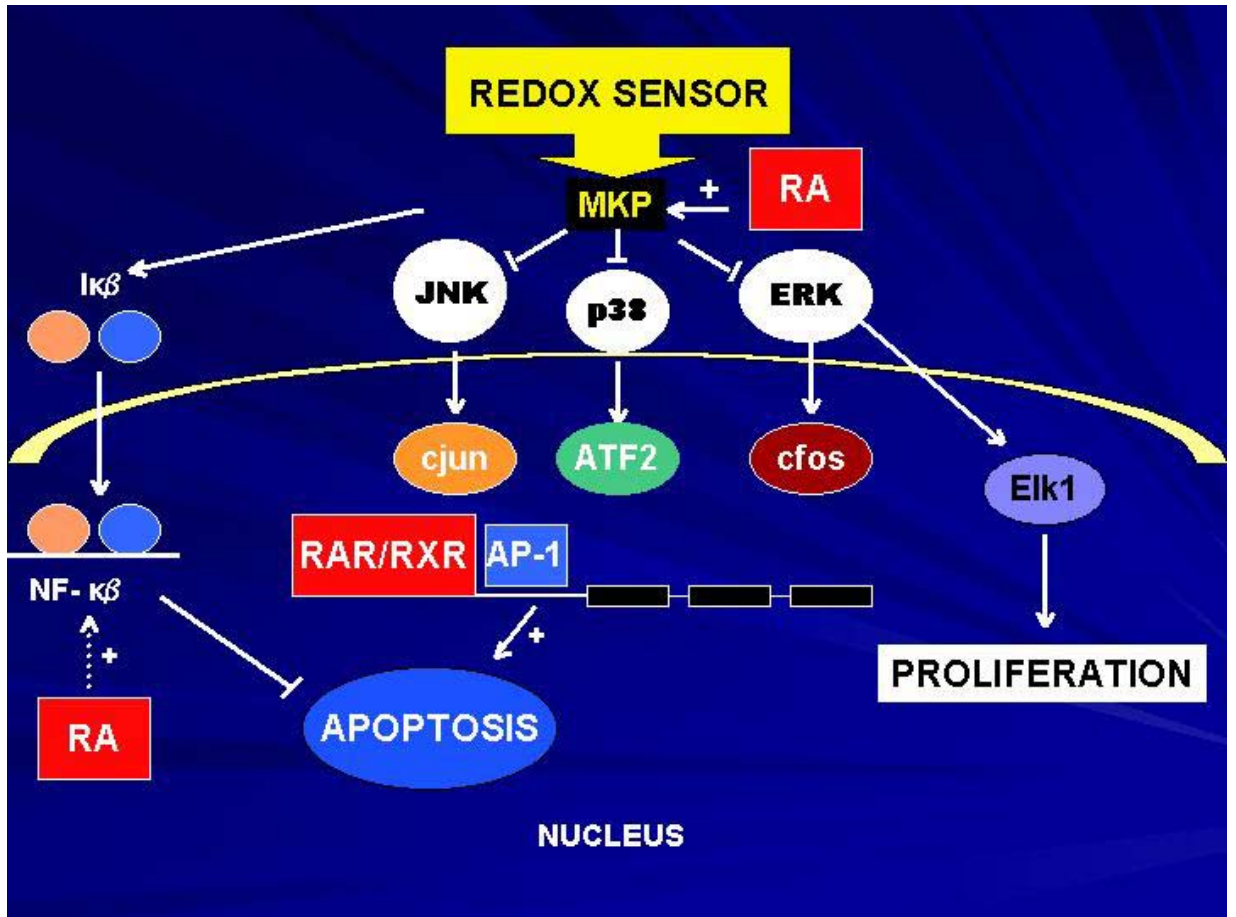 REDOX SENSOR
MKP
+
RA
Iκβ
JNK
p38
ERK
cjun
ATF2
cfos
Elk1
RAR/RXR
AP-1
NF- κβ
+
+
PROLIFERATION
RA
APOPTOSIS
NUCLEUS